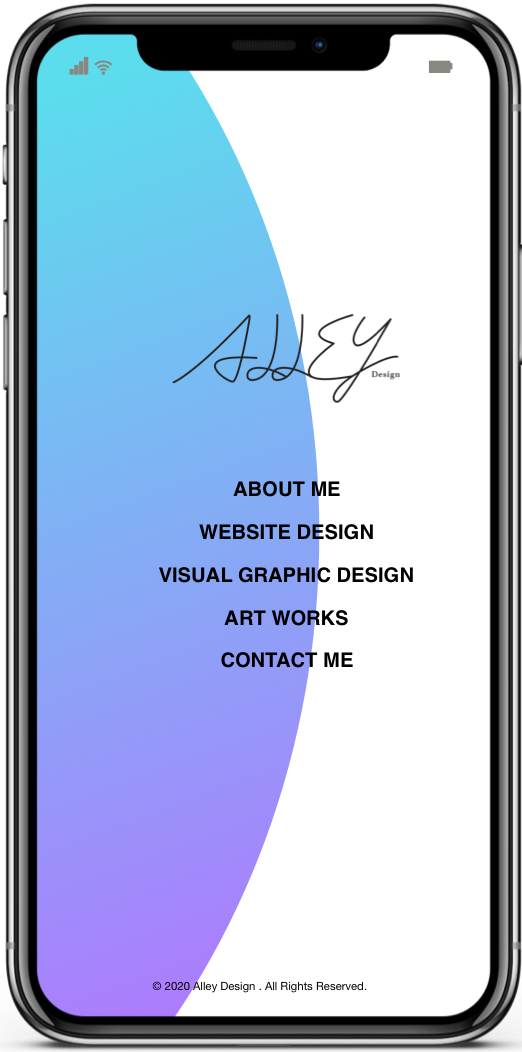 ALLEY
Design
ABOUT ME
WEBSITE DESIGN
VISUAL GRAPHIC DESIGN
ART WORKS
CONTACT ME
© 2020 Alley Design . All Rights Reserved.